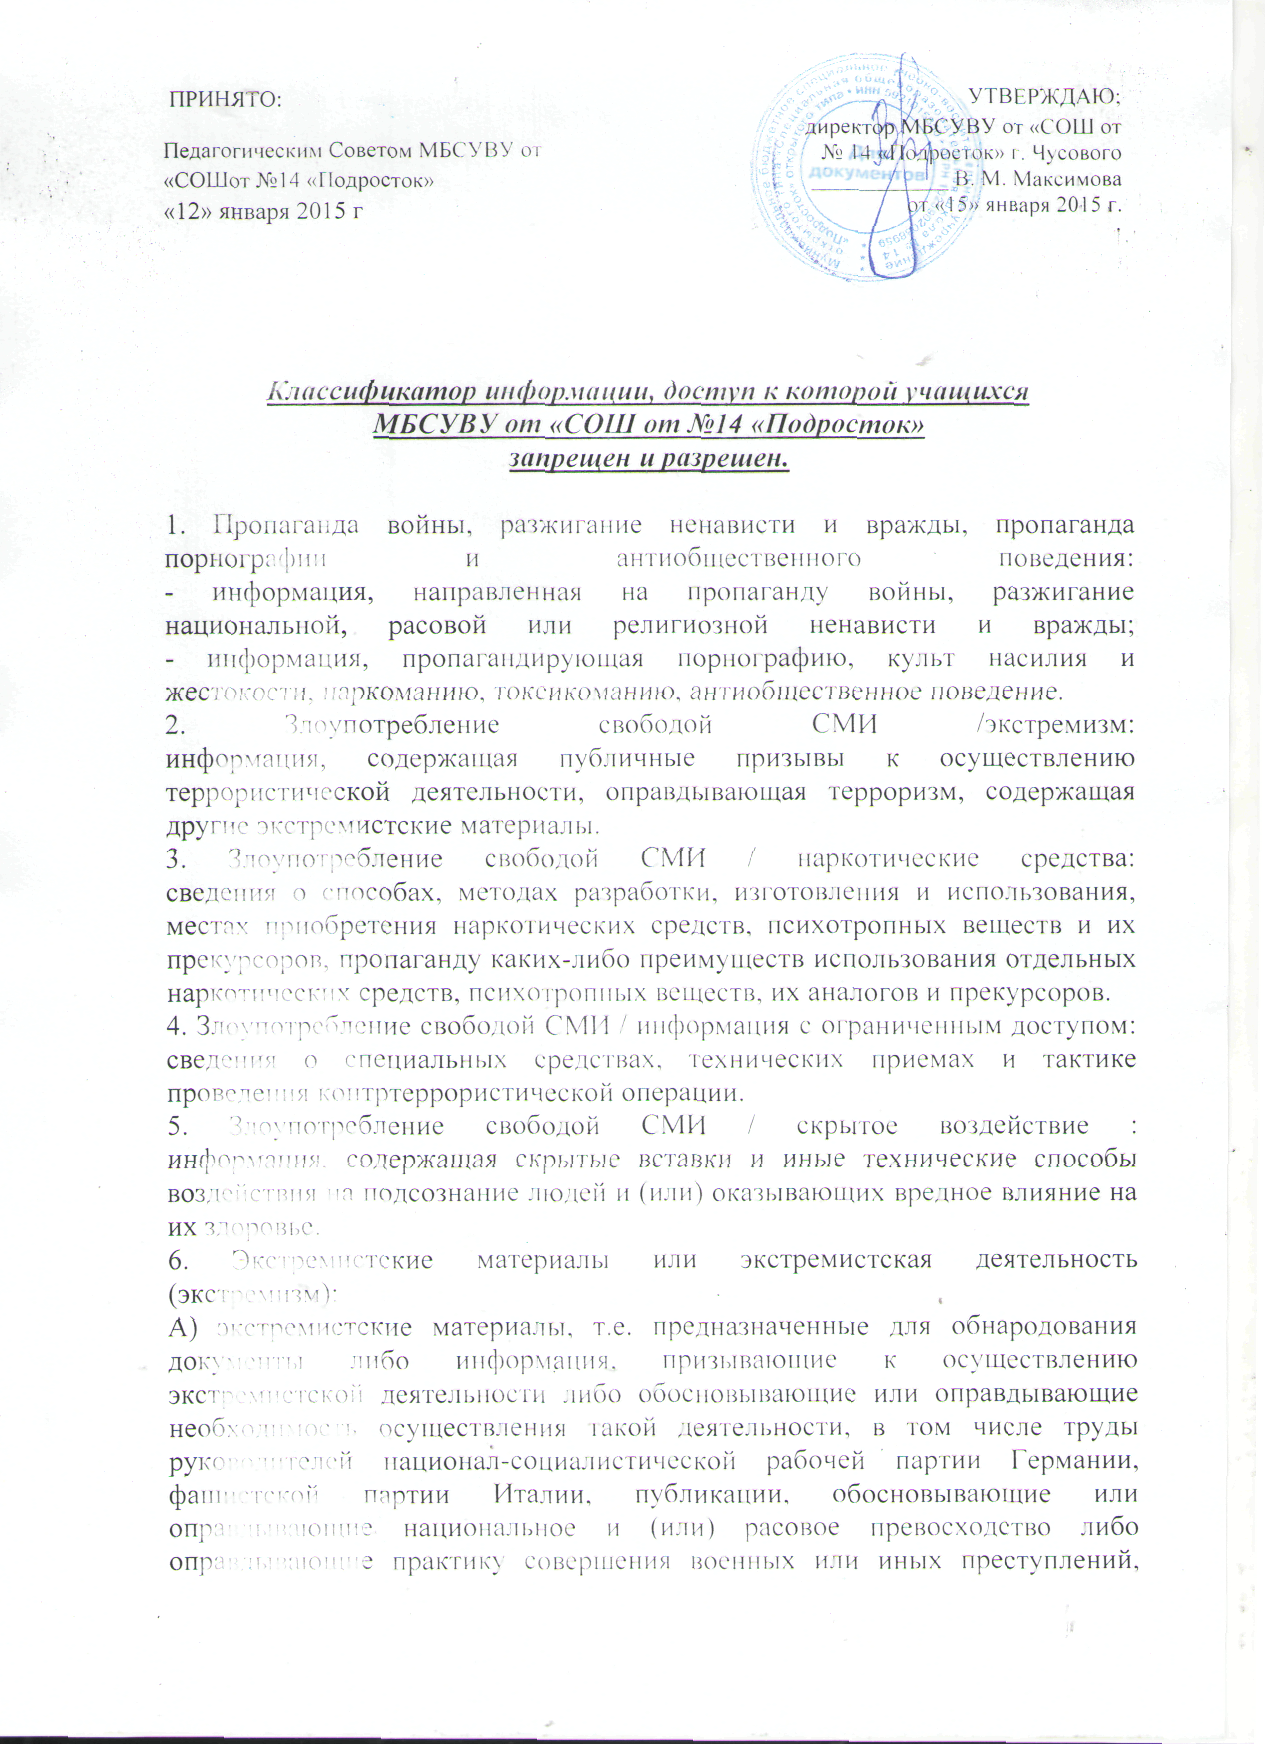 ПРИНЯТО:
Педагогическим Советом МБСУВУ от
«СОШот №14 «Подросток»
«12» января 2015 г
УТВЕРЖДАЮ:
директор МБСУВУ от «СОШ от
№ 14 «Подросток» г. Чусового
В. М. Максимова
от «15» января 2015 г.
документов
Классификатор информации, доступ к которой учащихся
МБСУВУ от «СОШ от №14 «Подросток»
запрещен и разрешен.
1. Пропаганда войны, разжигание ненависти и вражды, пропаганда
порнографии и антиобщественного поведения:
- информация, направленная на пропаганду войны, разжигание
национальной, расовой или религиозной ненависти и вражды;
- информация, пропагандирующая порнографию, культ насилия и
жестокости, наркоманию, токсикоманию, антиобщественное поведение.
2. Злоупотребление свободой СМИ /экстремизм:
информация, содержащая публичные призывы к осуществлению
террористической деятельности, оправдывающая терроризм, содержащая
другие экстремистские материалы.
3. Злоупотребление свободой СМИ / наркотические средства:
сведения о способах, методах разработки, изготовления и использования,
местах приобретения наркотических средств, психотропных веществ и их
прекурсоров, пропаганду каких-либо преимуществ использования отдельных
наркотических средств, психотропных веществ, их аналогов и прекурсоров.
4. Злоупотребление свободой СМИ / информация с ограниченным доступом:
сведения о специальных средствах, технических приемах и тактике
проведения контртеррористической операции.
5. Злоупотребление свободой СМИ / скрытое воздействие :
информация, содержащая скрытые вставки и иные технические способы
воздействия на подсознание людей и (или) оказывающих вредное влияние на
их здоровье.
6. Экстремистские материалы или экстремистская деятельность
(экстремизм):
А) экстремистские материалы, т.е. предназначенные для обнародования
документы либо информация, призывающие к осуществлению
экстремистской деятельности либо обосновывающие или оправдывающие
необходимость осуществления такой деятельности, в том числе труды
руководителей национал-социалистической рабочей партии Германии,
фашистской партии Италии, публикации, обосновывающие или
оправдывающие национальное и (или) расовое превосходство либо
оправдывающие практику совершения военных или иных преступлений,